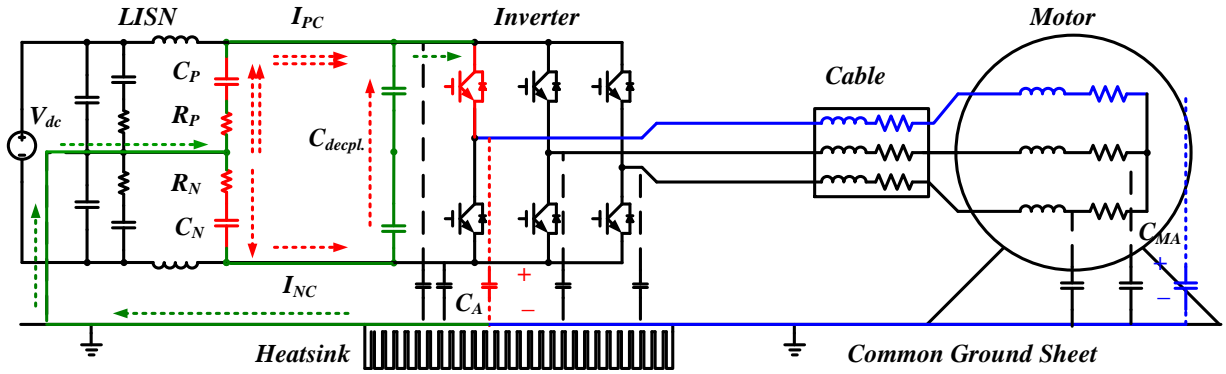 LISN
I_PC
Inverter
Motor
C_P
Cable
V_dc
R_P
C_decpl.
R_N
C_N
C_MA
+
+
−
−
I_NC
C_A
Heatsink
Common Ground Sheet